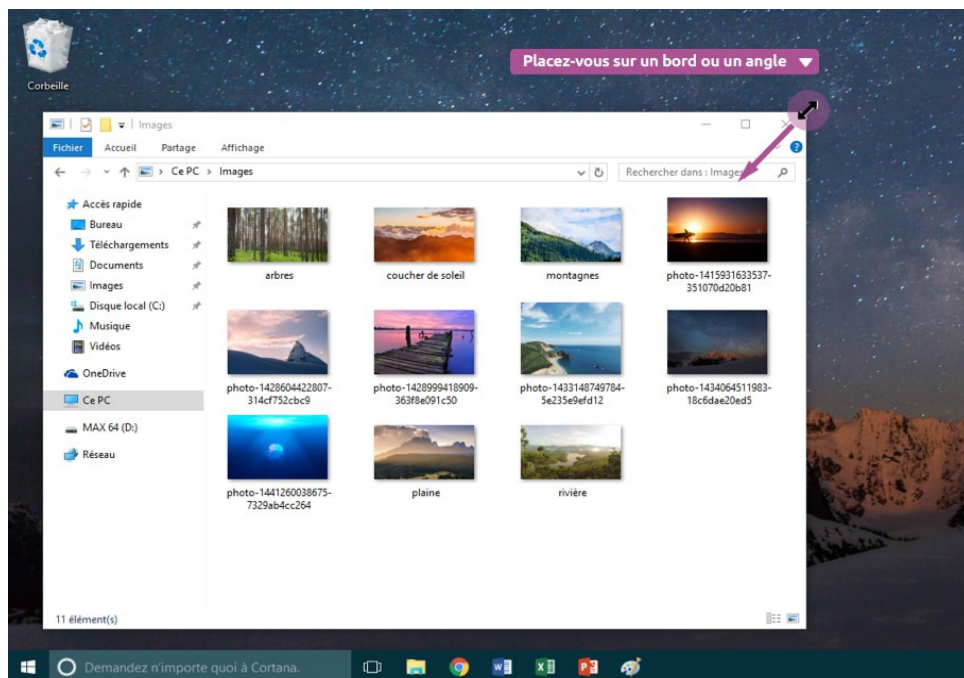 Placez-vous sur un bord ou un angle
Corbeille
Images
Fichier Accueil Partage Affichage
Ce PC Images
Rechercher dans : Images
Accès rapide
Bureau
Téléchargements
Documents
Images
Disque local (C:)
Musique
Vidéos
OneDrive
Ce PC
MAX 64 (D:)
Réseau
arbres
coucher de soleil
montagnes
photo-1415931633537-
351070d20b81
photo-1428604422807-
314cf752cbc9
photo-1428999418909-
363f8e091c50
photo-1433148749784-
5e235e9efd12
photo-1434064511983-
18c6dae20ed5
photo-1441260038675-
7329ab4cc264
plaine
rivière
11 élément(s)
Demandez n'importe quoi à Cortana.